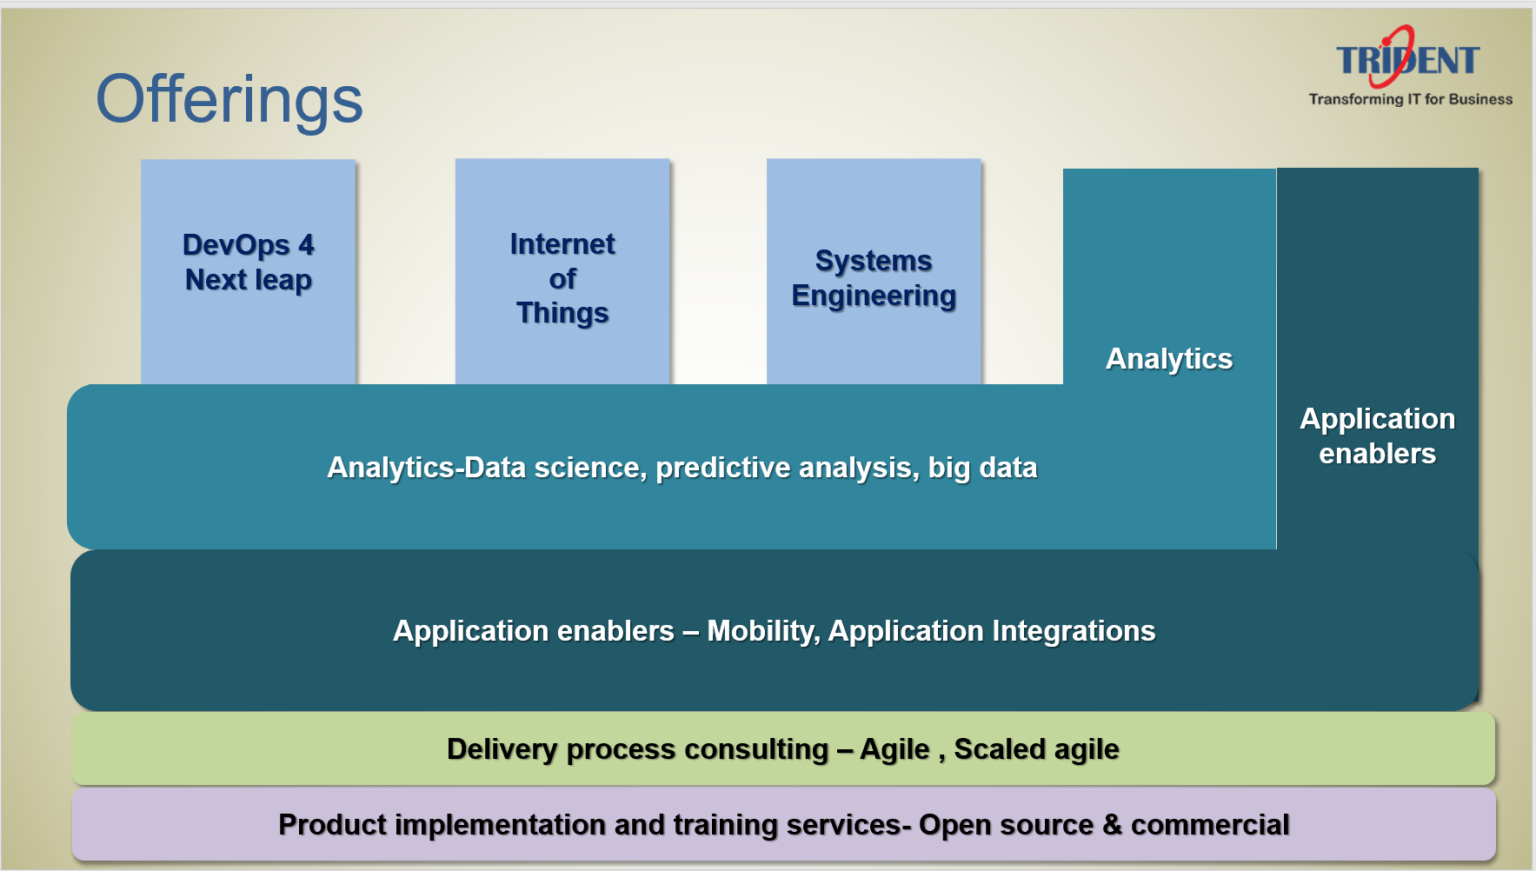 Offerings
TRIDENT
Transforming IT for Business
DevOps 4
Next leap
Internet
of
Things
Systems
Engineering
Analytics
Application
enablers
Analytics-Data science, predictive analysis, big data
Application enablers – Mobility, Application Integrations
Delivery process consulting – Agile , Scaled agile
Product implementation and training services- Open source & commercial